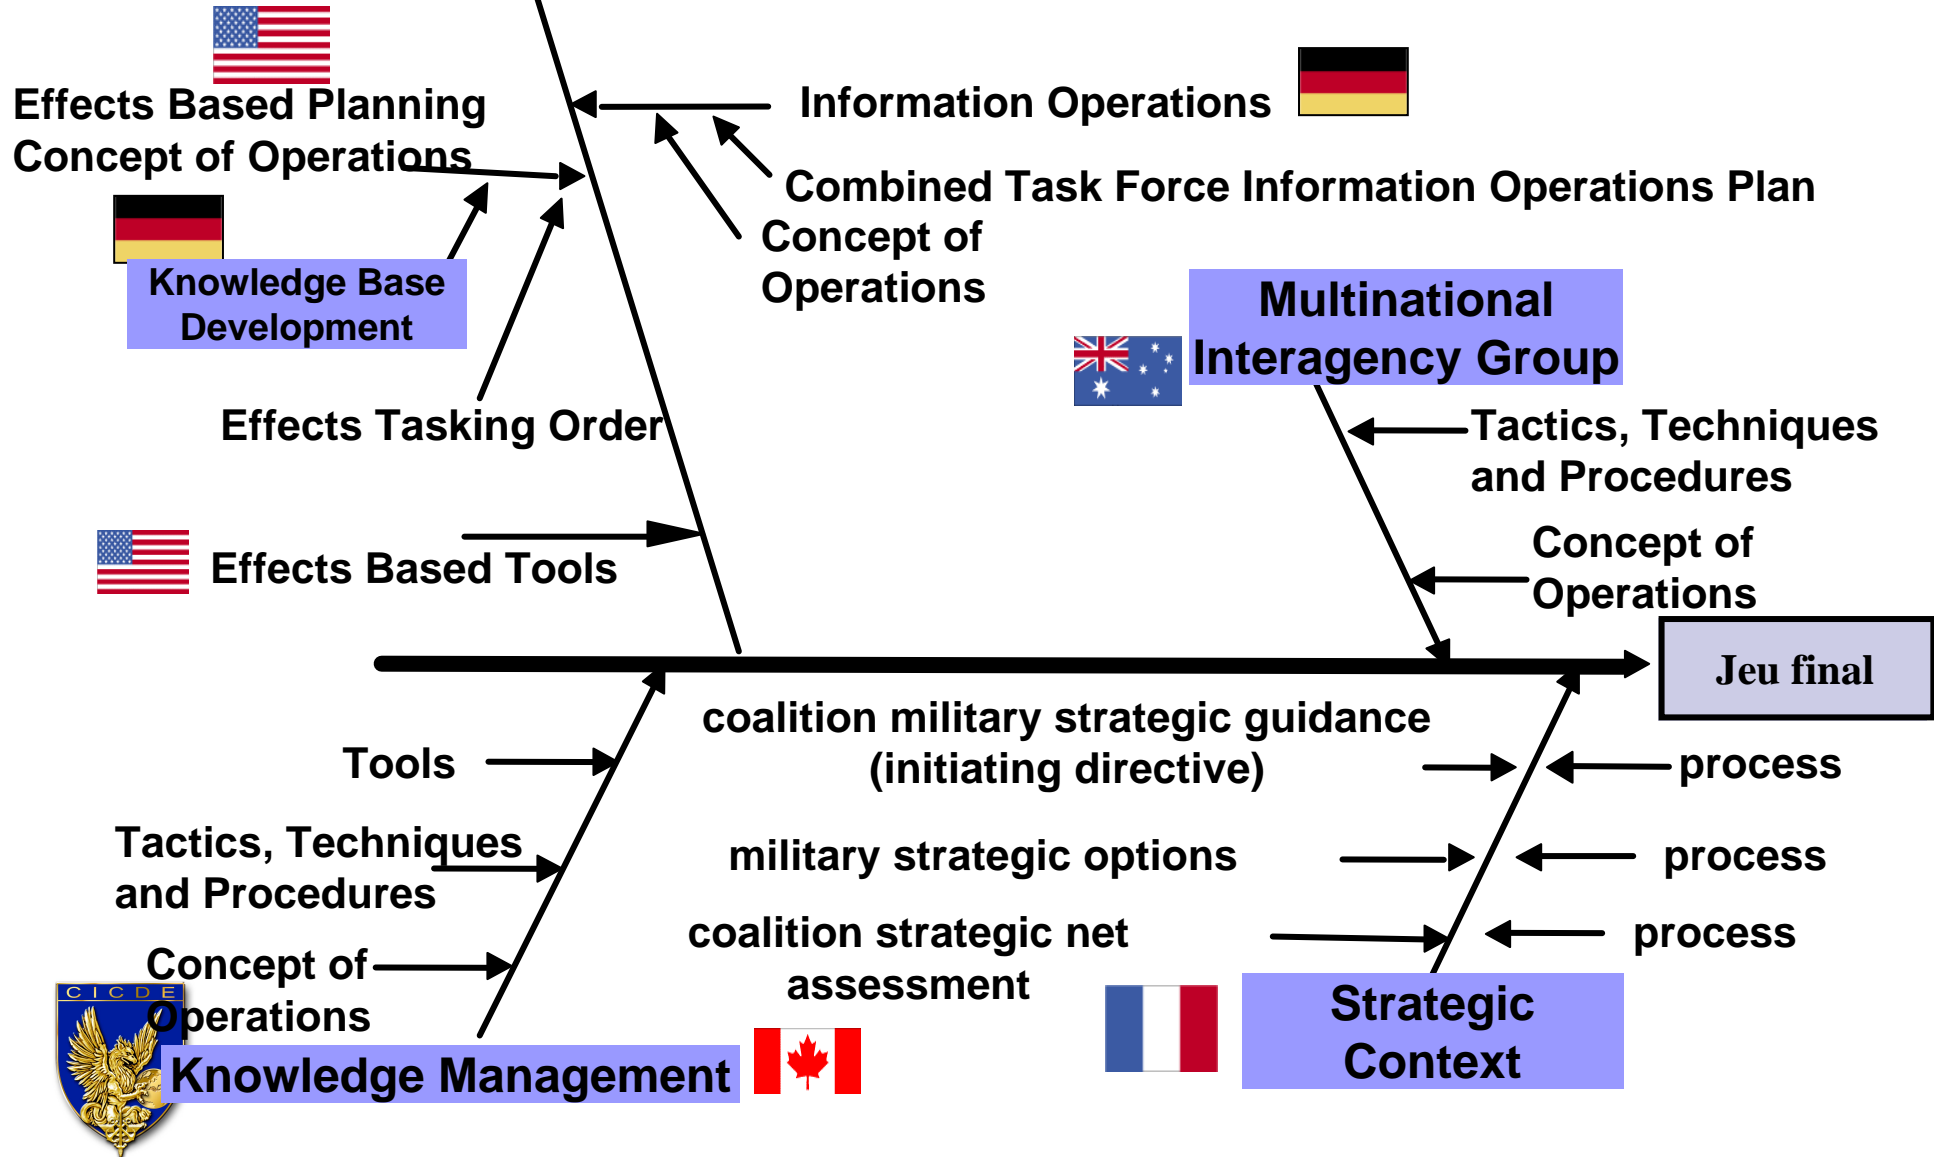 Effects Based Planning
Concept of Operations
Information Operations
Combined Task Force Information Operations Plan
Concept of
Operations
Knowledge Base
Development
Effects Tasking Order
Multinational
Interagency Group
Tactics, Techniques
and Procedures
Concept of
Operations
Effects Based Tools
Jeu final
coalition military strategic guidance
(initiating directive)
process
Tools
military strategic options
process
Tactics, Techniques
and Procedures
coalition strategic net
assessment
process
Concept of
Operations
CICDE
Knowledge Management
Strategic
Context